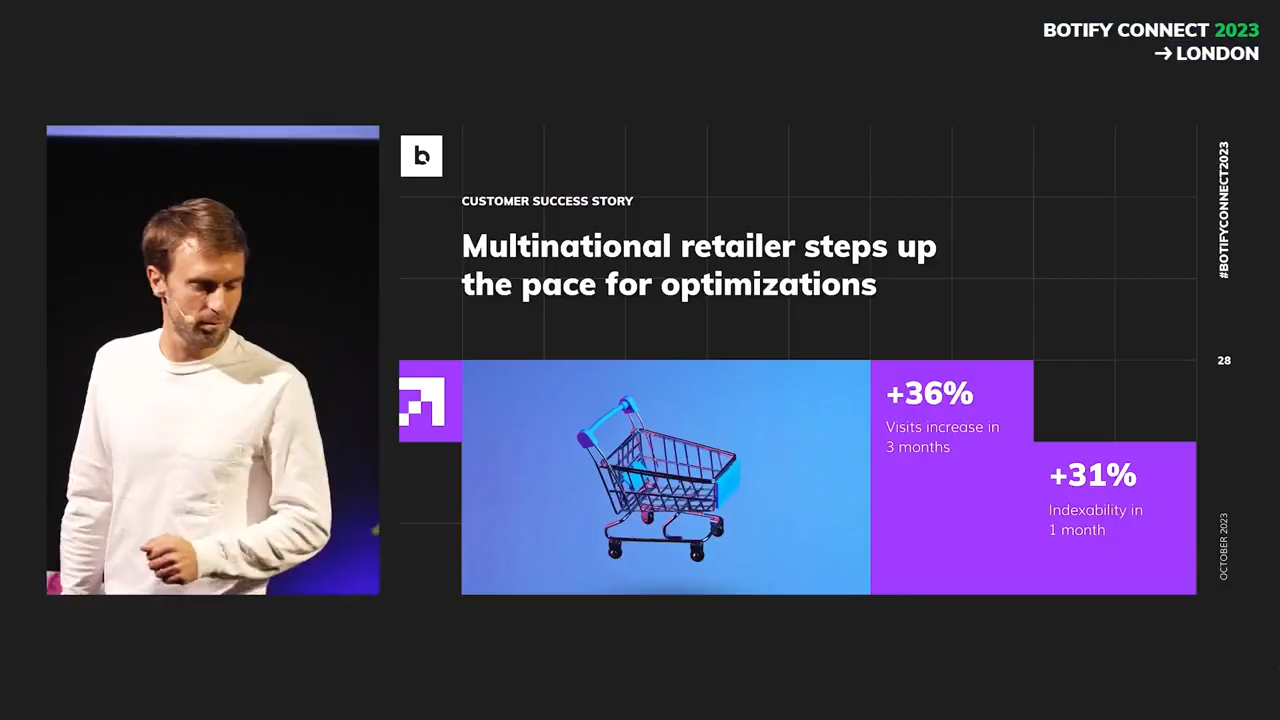 BOTIFY CONNECT 2023
→ LONDON
b
CUSTOMER SUCCESS STORY
Multinational retailer steps up
the pace for optimizations
+36%
Visits increase in
3 months
+31%
Indexability in
1 month
#BOTIFYCONNECT2023
28
OCTOBER 2023